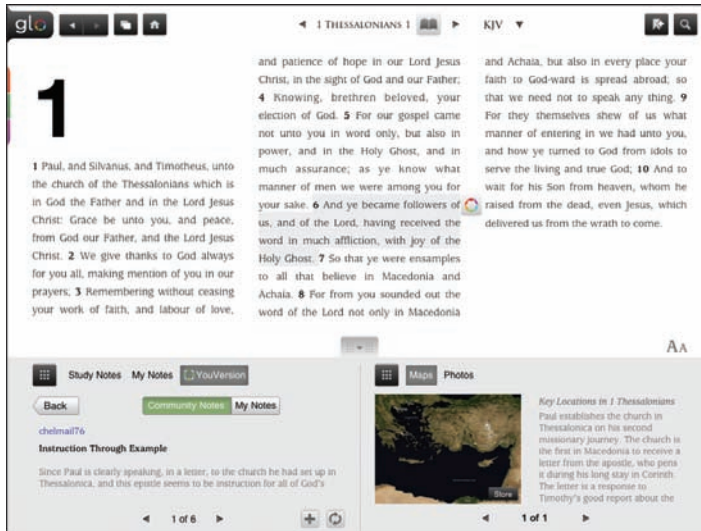 glo
1 THESSALONIANS 1
KJV
1
1 Paul, and Silvanus, and Timotheus, unto
the church of the Thessalonians which is
in God the Father and in the Lord Jesus
Christ: Grace be unto you, and peace,
from God our Father, and the Lord Jesus
Christ. 2 We give thanks to God always
for you all, making mention of you in our
prayers; 3 Remembering without ceasing
your work of faith, and labour of love,
and patience of hope in our Lord Jesus
Christ, in the sight of God and our Father;
4 Knowing, brethren beloved, your
election of God. 5 For our gospel came
not unto you in word only, but also in
power, and in the Holy Ghost, and in
much assurance; as ye know what
manner of men we were among you for
your sake. 6 And ye became followers of
us, and of the Lord, having received the
word in much affliction, with joy of the
Holy Ghost. 7 So that ye were ensamples
to all that believe in Macedonia and
Achaia. 8 For from you sounded out the
word of the Lord not only in Macedonia
and Achaia, but also in every place your
faith to God-ward is spread abroad; so
that we need not to speak any thing. 9
For they themselves shew of us what
manner of entering in we had unto you,
and how ye turned to God from idols to
serve the living and true God; 10 And to
wait for his Son from heaven, whom he
raised from the dead, even Jesus, which
delivered us from the wrath to come.
AA
Study Notes My Notes YouVersion
Back Community Notes My Notes
chelmail76
Instruction Through Example
Since Paul is clearly speaking, in a letter, to the church he had set up in
Thessalonica, and this epistle seems to be instruction for all of God's
1 of 6
Maps Photos
Store
Key Locations in 1 Thessalonians
Paul establishes the church in
Thessalonica on his second
missionary journey. The church is
the first in Macedonia to receive a
letter from the apostle, who pens
it during his long stay in Corinth.
The letter is a response to
Timothy's good report about the
1 of 1